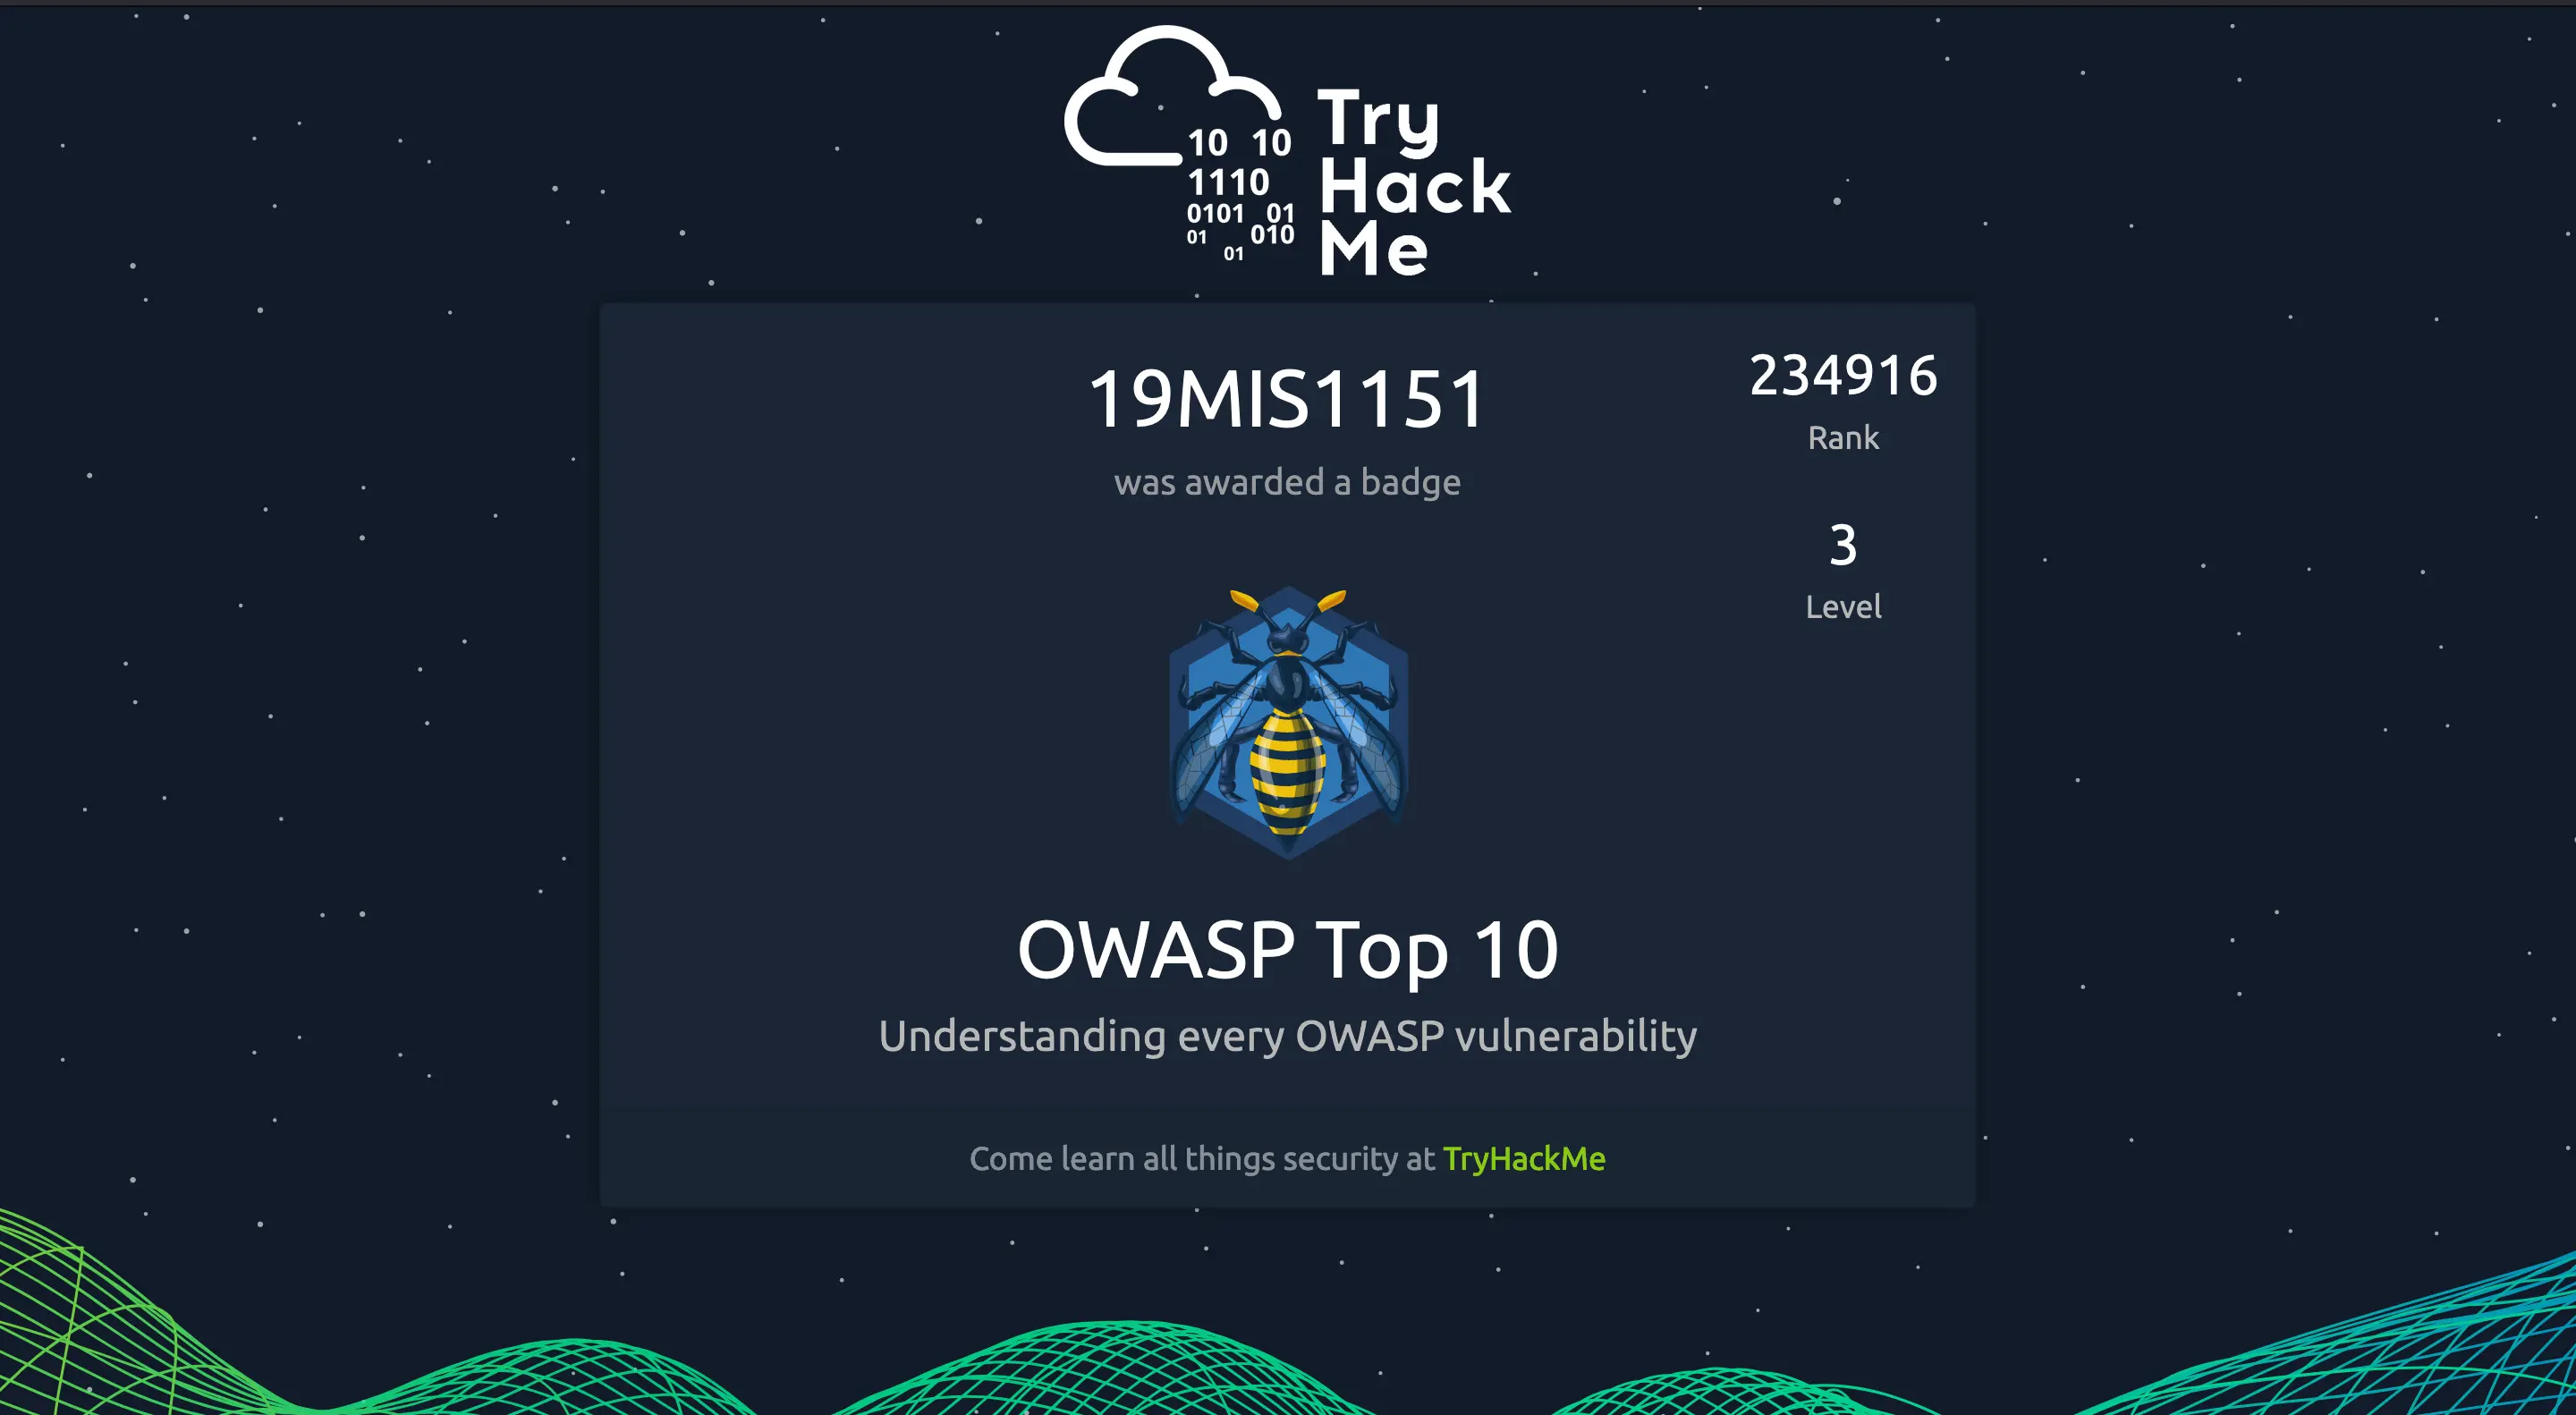 10 10
1110
0101 01
01 010
01
Try
Hack
Me
19MIS1151
was awarded a badge
234916
Rank
3
Level
OWASP Top 10
Understanding every OWASP vulnerability
Come learn all things security at TryHackMe